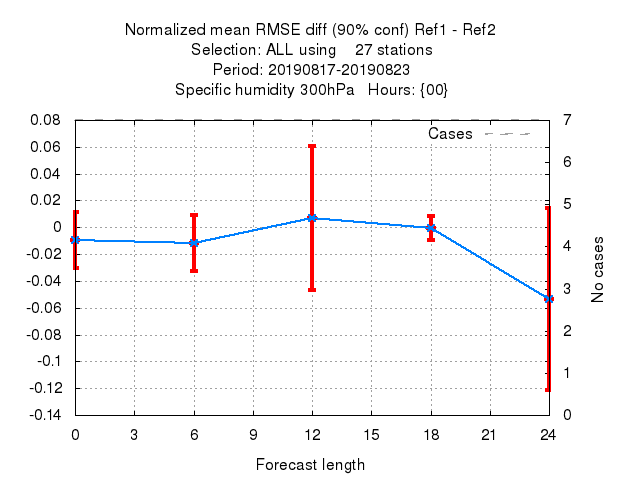 Normalized mean RMSE diff (90% conf) Ref1 - Ref2
Selection: ALL using    27 stations
Period: 20190817-20190823
Specific humidity 300hPa   Hours: {00}
Cases
0.08
0.06
0.04
0.02
0
-0.02
-0.04
-0.06
-0.08
-0.1
-0.12
-0.14
7
6
5
4
3
2
1
0
No cases
0 3 6 9 12 15 18 21 24
Forecast length